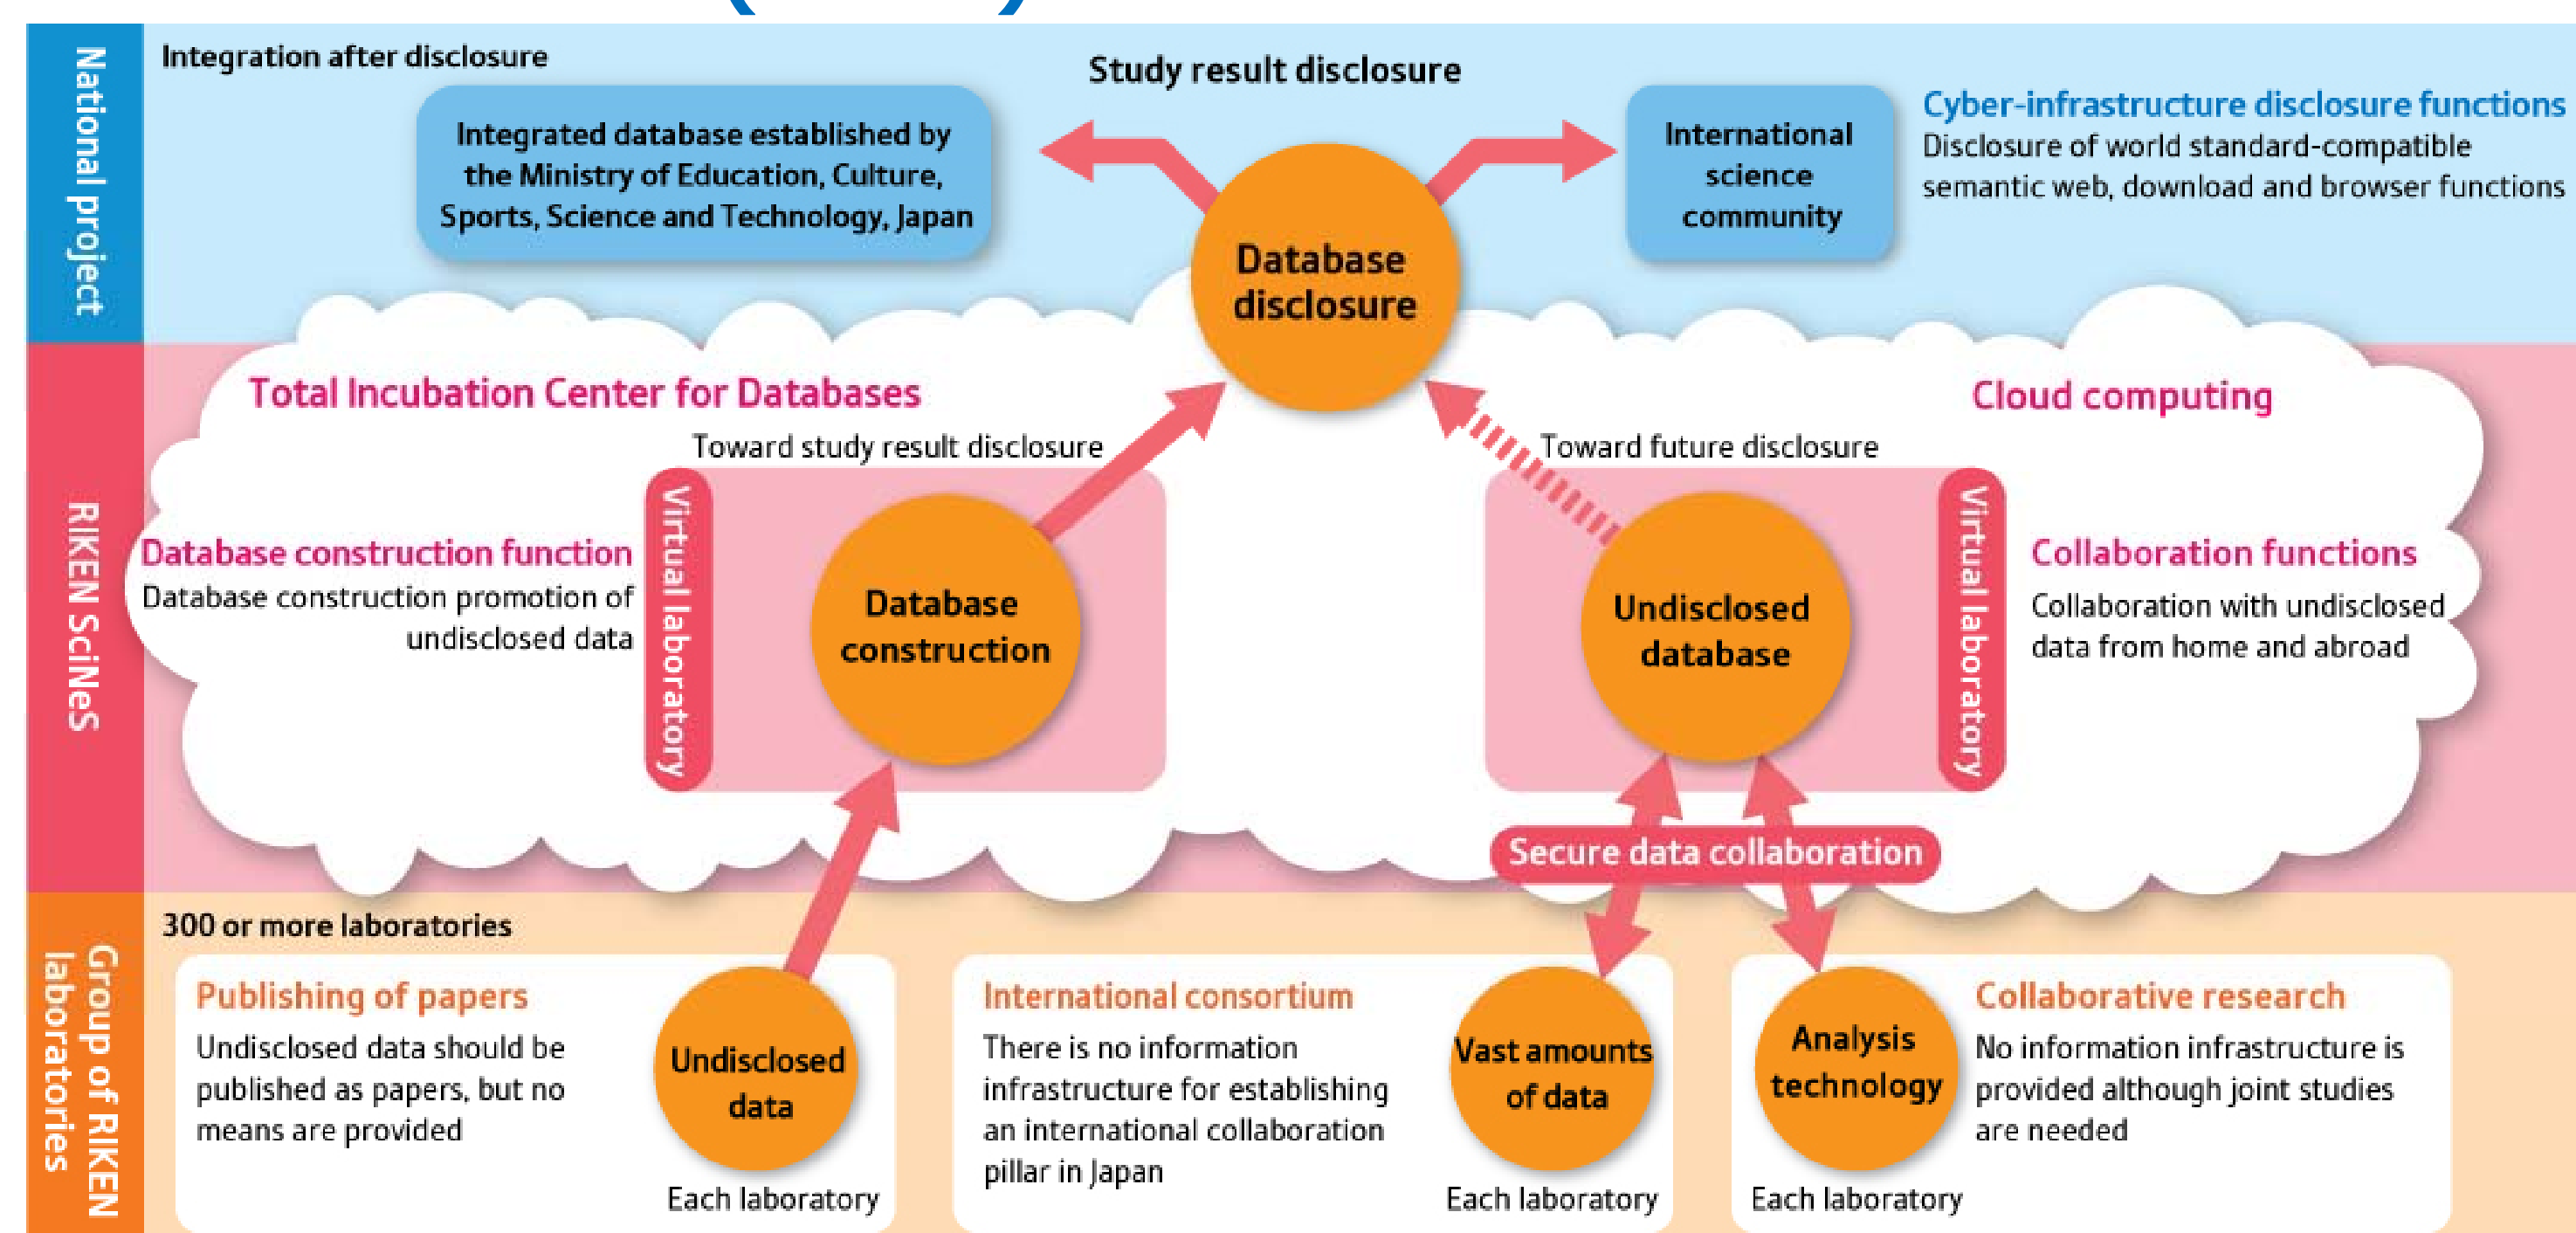 National project
Integration after disclosure
Study result disclosure
Integrated database established by
the Ministry of Education, Culture,
Sports, Science and Technology, Japan
International
science
community
Cyber-infrastructure disclosure functions
Disclosure of world standard-compatible
semantic web, download and browser functions
Database
disclosure
RIKEN SciNeS
Total Incubation Center for Databases
Cloud computing
Toward study result disclosure
Toward future disclosure
Database construction function
Database construction promotion of
undisclosed data
Virtual laboratory
Database
construction
Undisclosed
database
Virtual laboratory
Collaboration functions
Collaboration with undisclosed
data from home and abroad
Secure data collaboration
Group of RIKEN
laboratories
300 or more laboratories
Publishing of papers
Undisclosed data should be
published as papers, but no
means are provided
Undisclosed
data
Each laboratory
International consortium
There is no information
infrastructure for establishing
an international collaboration
pillar in Japan
Vast amounts
of data
Each laboratory
Analysis
technology
Each laboratory
Collaborative research
No information infrastructure is
provided although joint studies
are needed